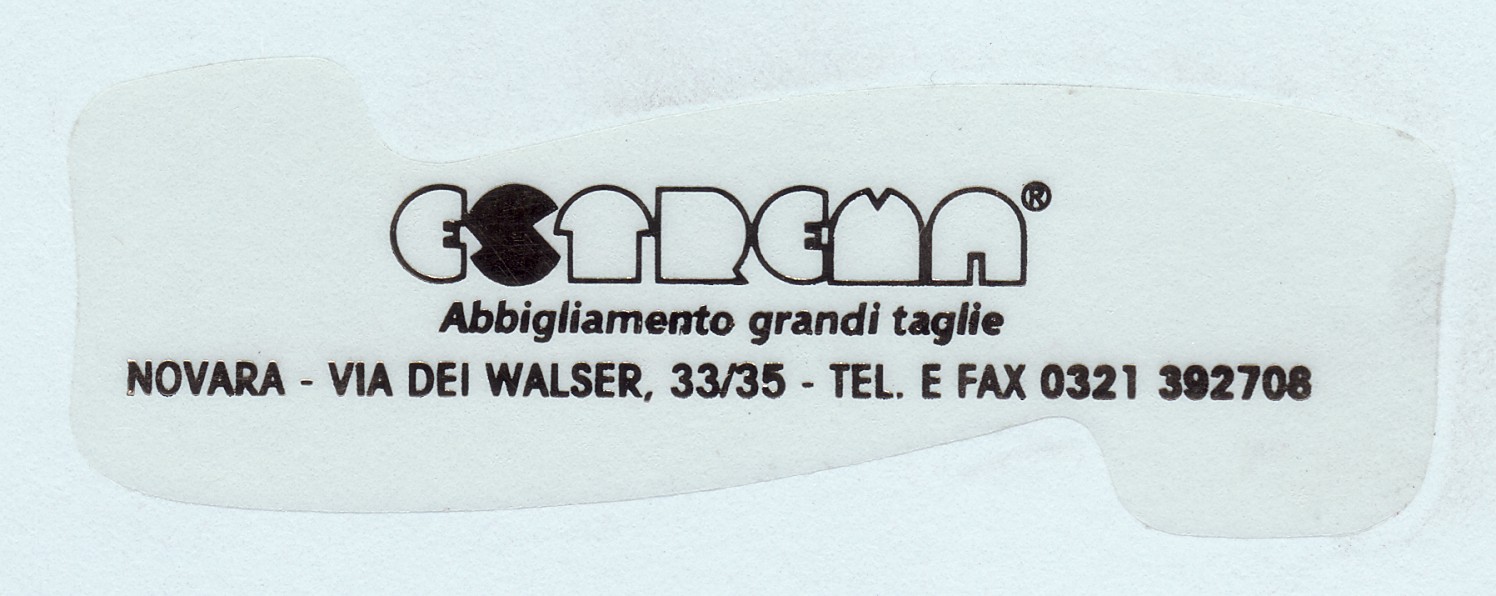 ESTREMA®
Abbigliamento grandi taglie
NOVARA - VIA DEI WALSER, 33/35 - TEL. E FAX 0321 392708